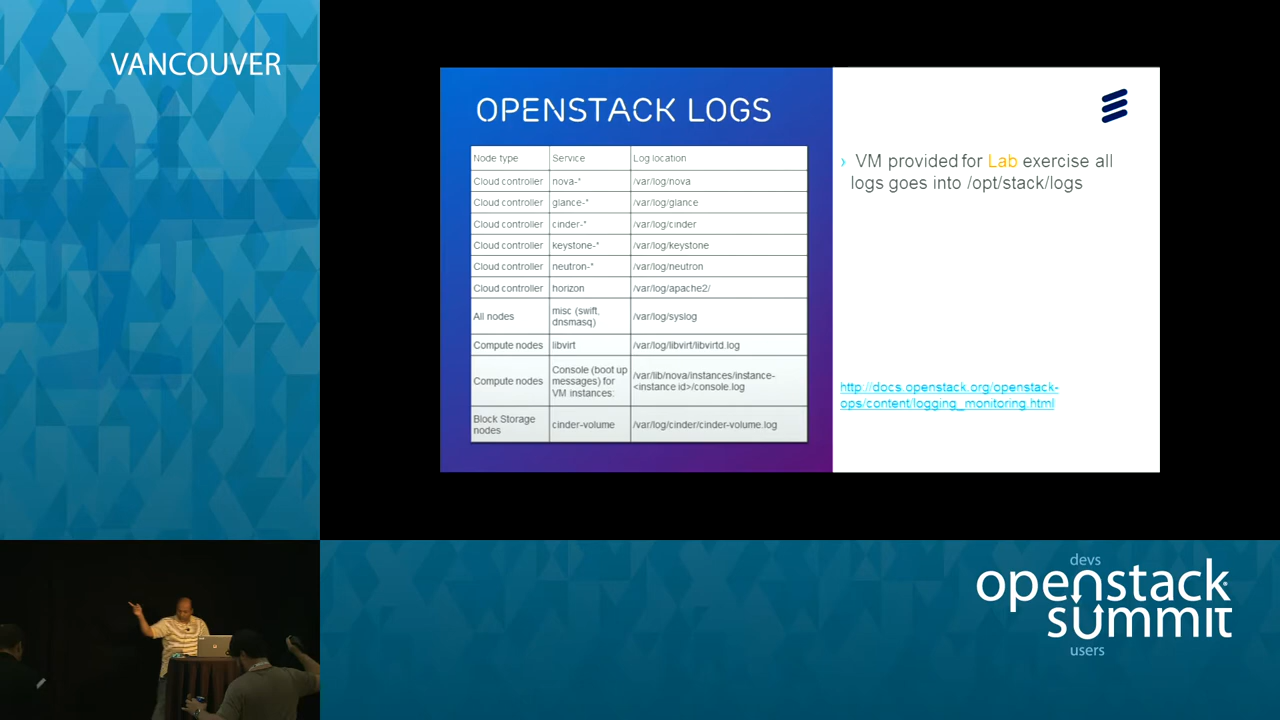 VANCOUVER
OPENSTACK LOGS
Node type Service Log location
Cloud controller nova-* /var/log/nova
Cloud controller glance-* /var/log/glance
Cloud controller cinder-* /var/log/cinder
Cloud controller keystone-* /var/log/keystone
Cloud controller neutron-* /var/log/neutron
Cloud controller horizon /var/log/apache2/
All nodes misc (swift, dnsmasq) /var/log/syslog
Compute nodes libvirt /var/log/libvirt/libvirtd.log
Compute nodes Console (boot up messages) for VM instances: /var/lib/nova/instances/instance-<instance id>/console.log
Block Storage nodes cinder-volume /var/log/cinder/cinder-volume.log
› VM provided for Lab exercise all
logs goes into /opt/stack/logs
http://docs.openstack.org/openstack-
ops/content/logging_monitoring.html
devs
openstack
summit
users